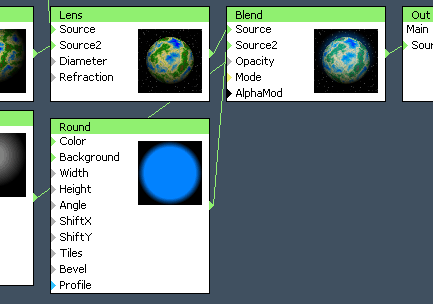 Lens
Source
Source2
Diameter
Refraction
Blend
Source
Source2
Opacity
Mode
AlphaMod
Out
Main
Round
Color
Background
Width
Height
Angle
ShiftX
ShiftY
Tiles
Bevel
Profile